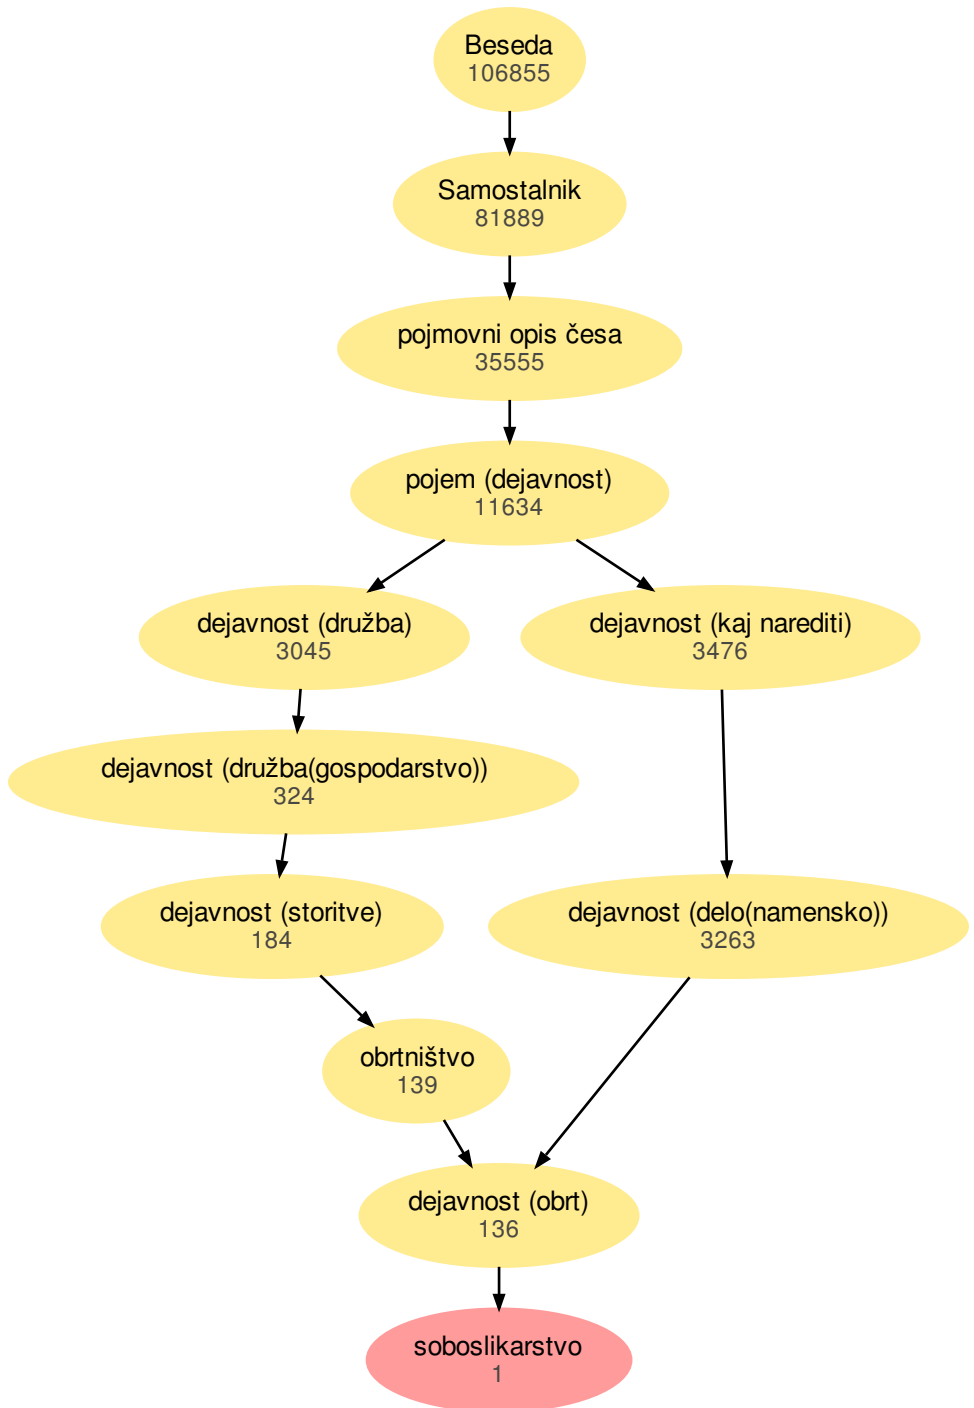 Beseda
106855
Samostalnik
81889
pojmovni opis česa
35555
pojem (dejavnost)
11634
dejavnost (družba)
3045
dejavnost (kaj narediti)
3476
dejavnost (družba(gospodarstvo))
324
dejavnost (storitve)
184
dejavnost (delo(namensko))
3263
obrtništvo
139
dejavnost (obrt)
136
soboslikarstvo
1